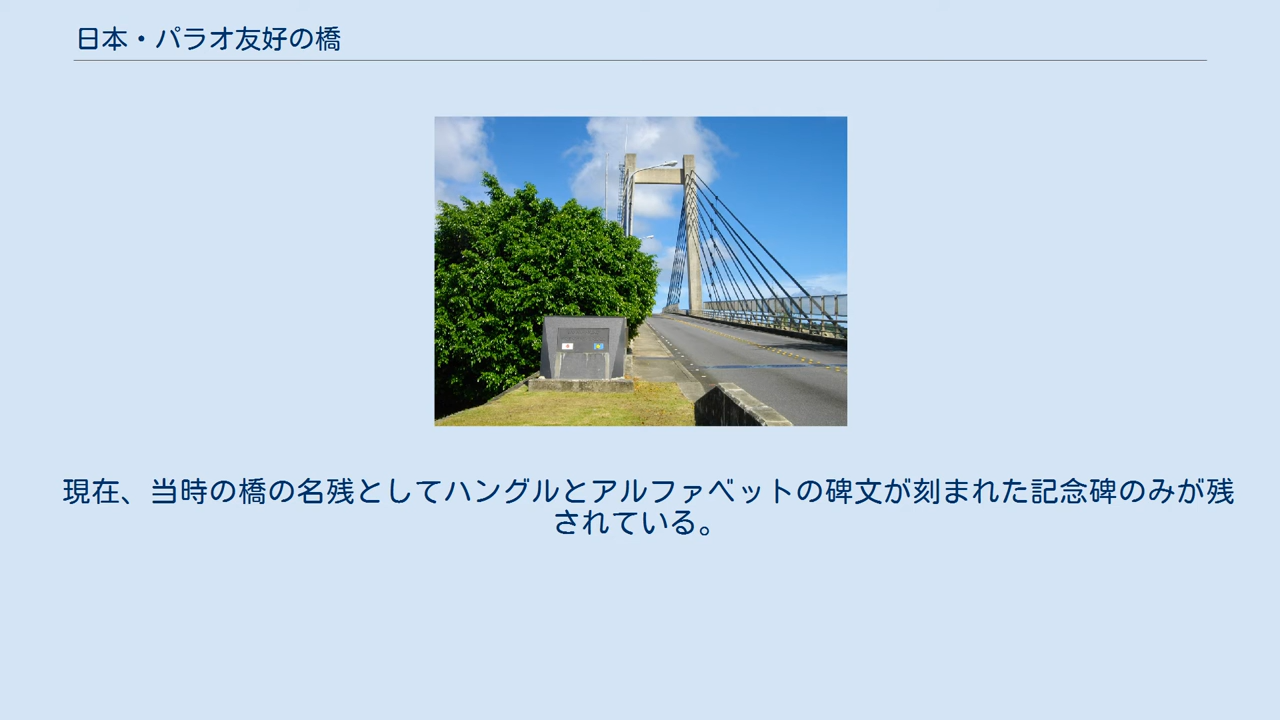 日本・パラオ友好の橋
現在、当時の橋の名残としてハングルとアルファベットの碑文が刻まれた記念碑のみが残
されている。